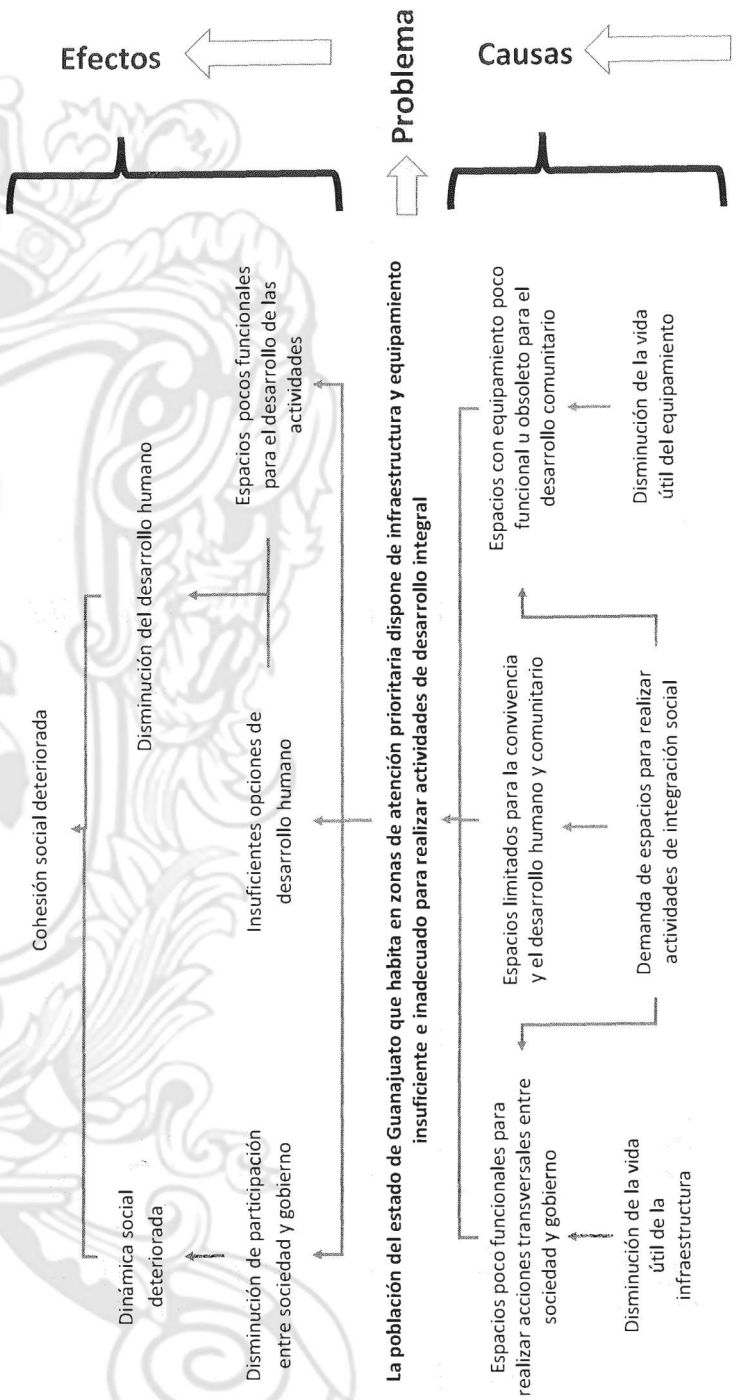 Efectos
Cohesión social deteriorada
Dinámica social
deteriorada
Disminución del desarrollo humano
Disminución de participación
entre sociedad y gobierno
Insuficientes opciones de
desarrollo humano
Espacios pocos funcionales
para el desarrollo de las
actividades
La población del estado de Guanajuato que habita en zonas de atención prioritaria dispone de infraestructura y equipamiento
insuficiente e inadecuado para realizar actividades de desarrollo integral
Problema
Causas
Espacios poco funcionales para
realizar acciones transversales entre
sociedad y gobierno
Espacios limitados para la convivencia
y el desarrollo humano y comunitario
Espacios con equipamiento poco
funcional u obsoleto para el
desarrollo comunitario
Disminución de la vida
útil de la
infraestructura
Demanda de espacios para realizar
actividades de integración social
Disminución de la vida
útil del equipamiento